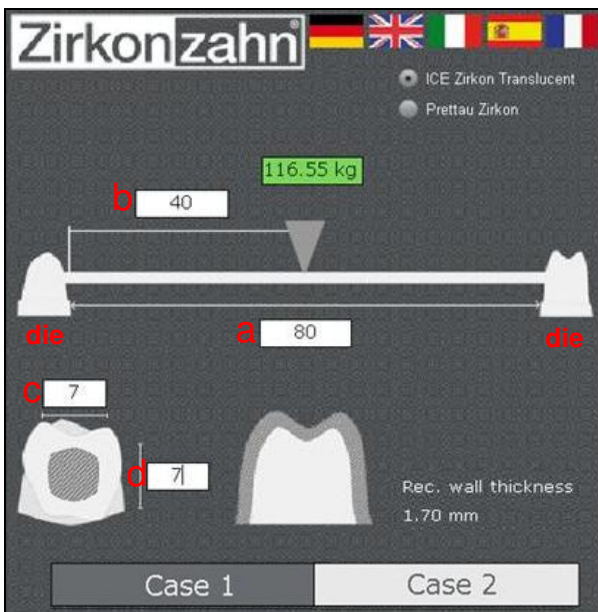 Zirkonzahn®
ICE Zirkon Translucent
Prettau Zirkon
116.55 kg
b 40
die a 80 die
c 7
d 7
Rec. wall thickness
1.70 mm
Case 1 Case 2